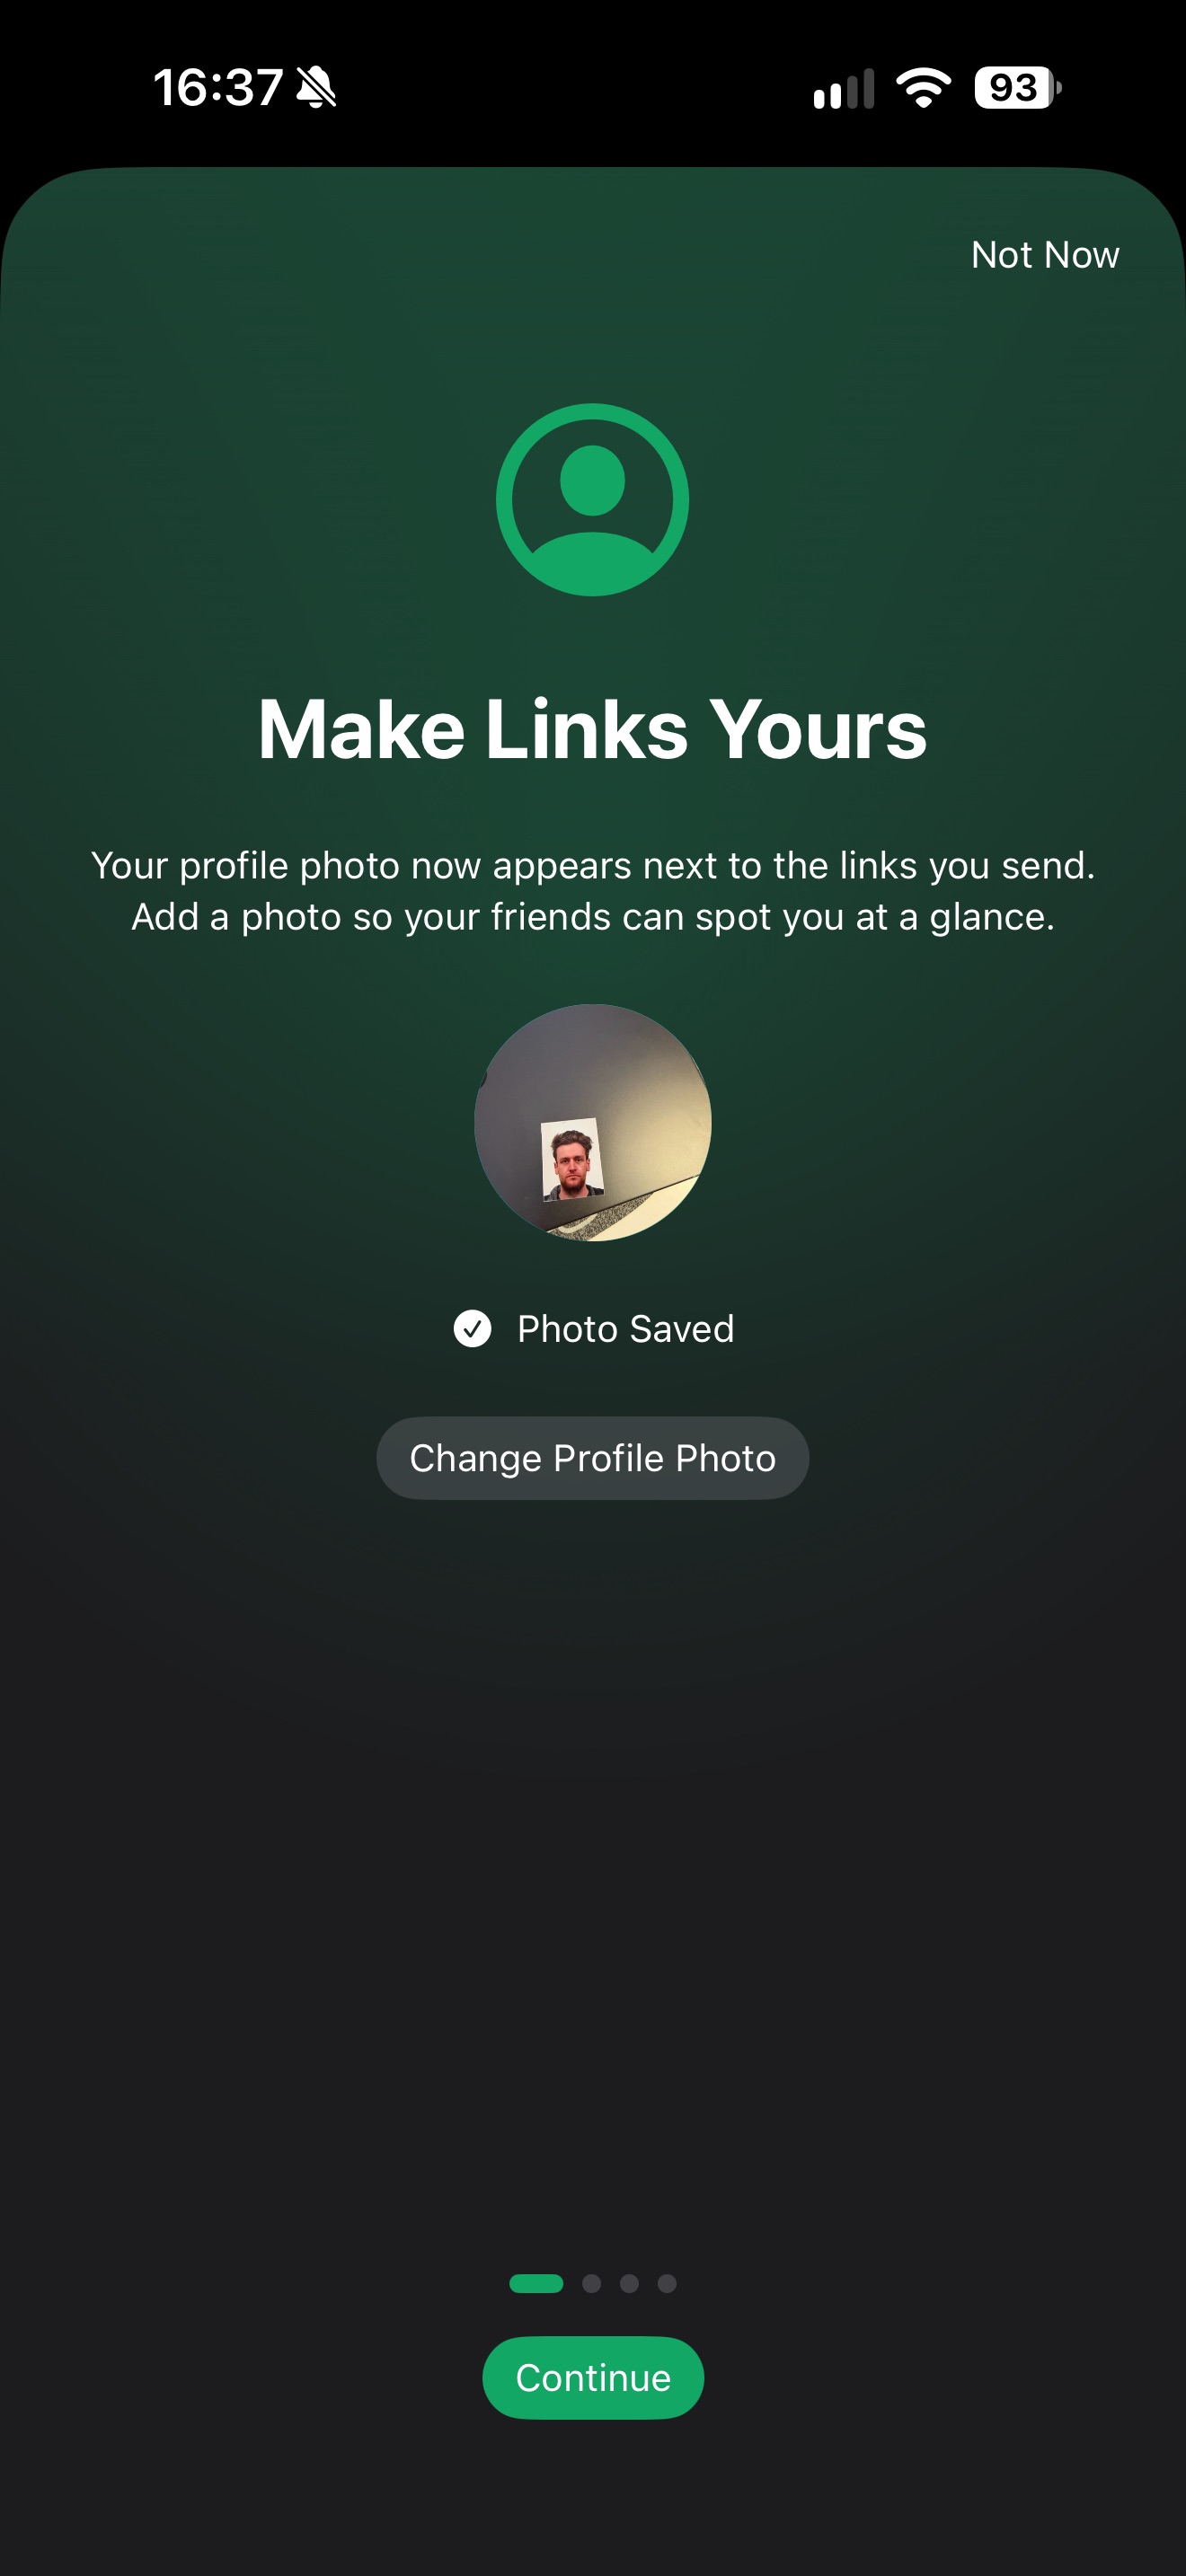 16:37
93
Not Now
Make Links Yours
Your profile photo now appears next to the links you send.
Add a photo so your friends can spot you at a glance.
Photo Saved
Change Profile Photo
Continue